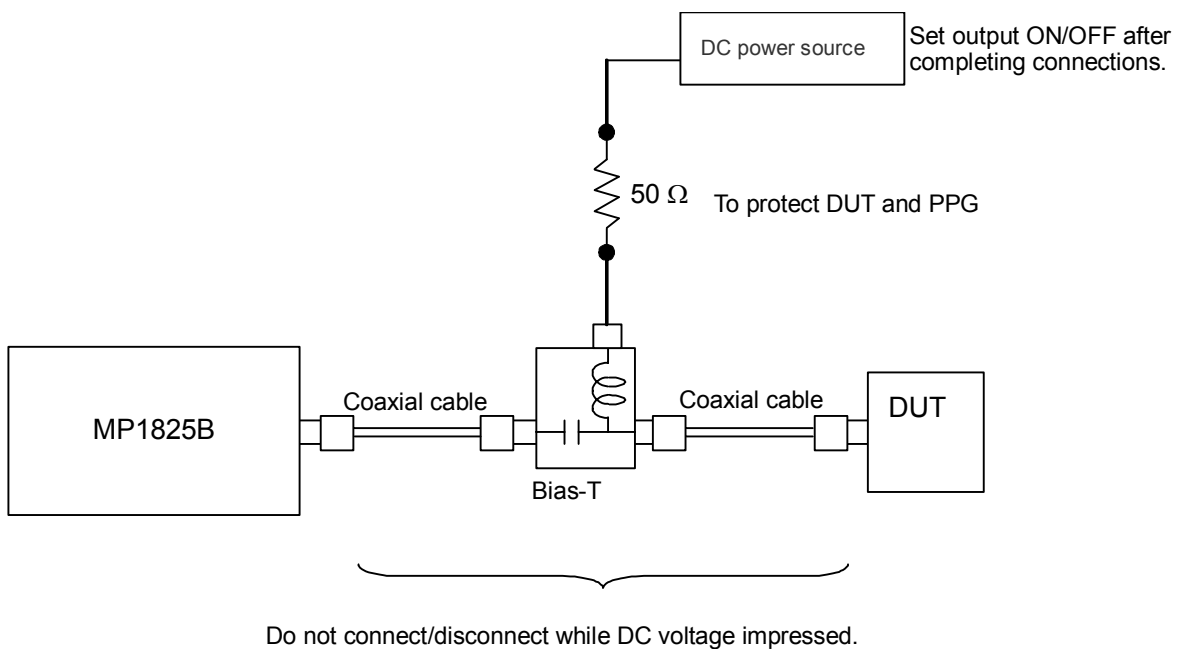 DC power source
Set output ON/OFF after
completing connections.
50 Ω
To protect DUT and PPG
MP1825B
Coaxial cable
Coaxial cable
DUT
Bias-T
Do not connect/disconnect while DC voltage impressed.